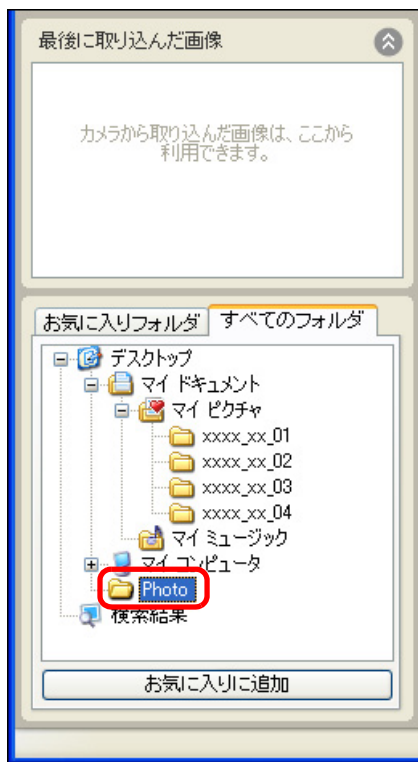 最後に取り込んだ画像
カメラから取り込んだ画像は、ここから
利用できます。
お気に入りフォルダ
すべてのフォルダ
デスクトップ
マイ ドキュメント
マイ ピクチャ
xxxx_xx_01
xxxx_xx_02
xxxx_xx_03
xxxx_xx_04
マイ ミュージック
マイ コンピュータ
Photo
検索結果
お気に入りに追加